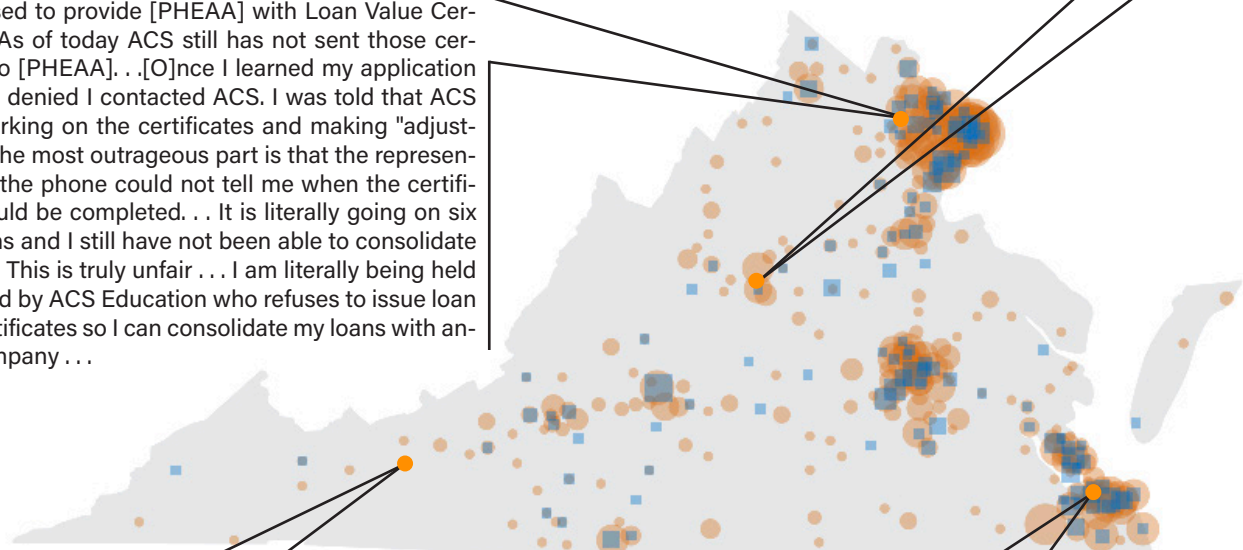 sed to provide [PHEAA] with Loan Value Cer-
As of today ACS still has not sent those cer-
o [PHEAA]. . .[O]nce I learned my application
denied I contacted ACS. I was told that ACS
rking on the certificates and making "adjust-
he most outrageous part is that the represen-
the phone could not tell me when the certifi-
uld be completed. . . It is literally going on six
ns and I still have not been able to consolidate
This is truly unfair . . . I am literally being held
d by ACS Education who refuses to issue loan
tificates so I can consolidate my loans with an-
mpany . . .